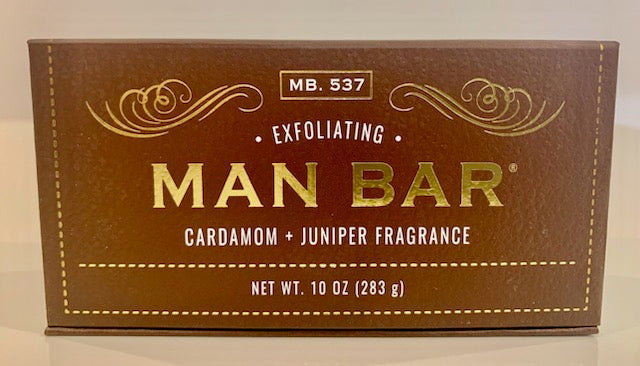 MB. 537
• EXFOLIATING •
MAN BAR®
CARDAMOM + JUNIPER FRAGRANCE
NET WT. 10 OZ (283 g)